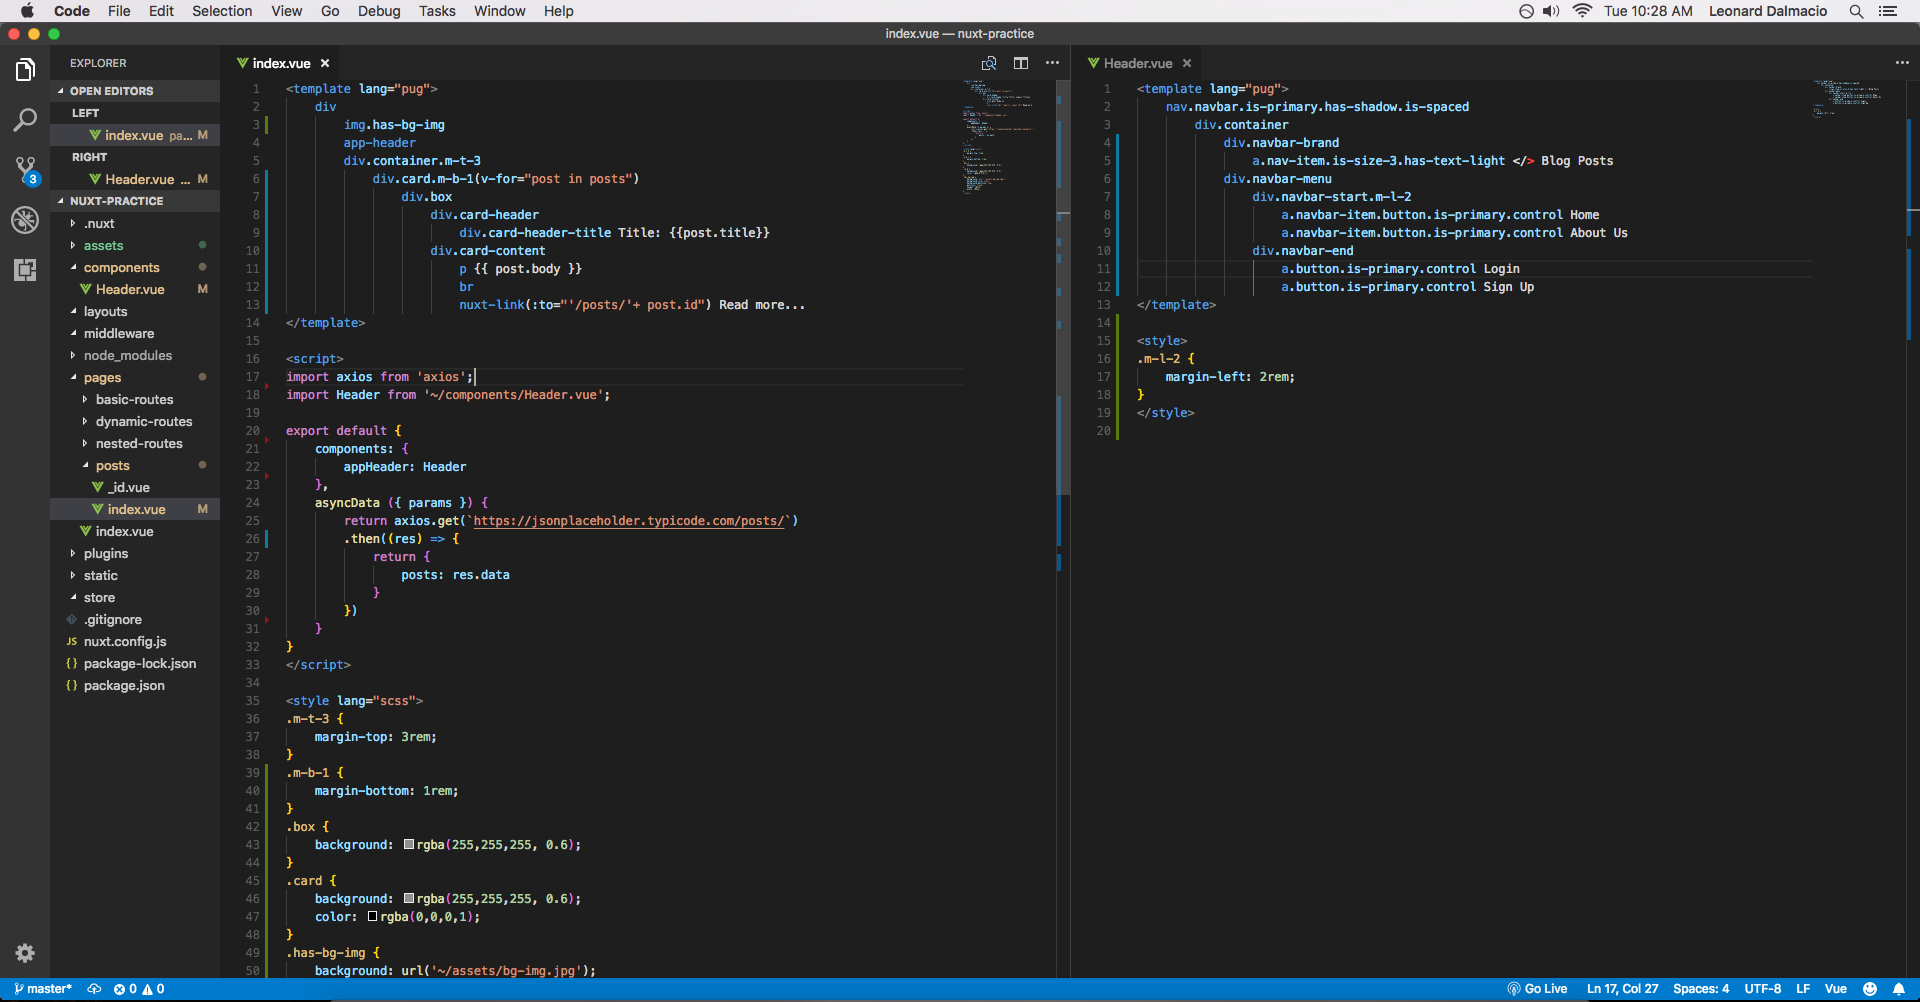 Code File Edit Selection View Go Debug Tasks Window Help
Tue 10:28 AM Leonard Dalmacio
index.vue — nuxt-practice
EXPLORER
OPEN EDITORS
LEFT
index.vue pa... M
RIGHT
Header.vue ... M
NUXT-PRACTICE
.nuxt
assets
components
Header.vue M
layouts
middleware
node_modules
pages
basic-routes
dynamic-routes
nested-routes
posts
_id.vue
index.vue M
index.vue
plugins
static
store
.gitignore
JS nuxt.config.js
{} package-lock.json
{} package.json
3
index.vue ×
1 <template lang="pug">
2 div
3 img.has-bg-img
4 app-header
5 div.container.m-t-3
6 div.card.m-b-1(v-for="post in posts")
7 div.box
8 div.card-header
9 div.card-header-title Title: {{post.title}}
10 div.card-content
11 p {{ post.body }}
12 br
13 nuxt-link(:to="'/posts/'+ post.id") Read more...
14 </template>
15
16 <script>
17 import axios from 'axios';
18 import Header from '~/components/Header.vue';
19
20 export default {
21 components: {
22 appHeader: Header
23 },
24 asyncData ({ params }) {
25 return axios.get(`https://jsonplaceholder.typicode.com/posts/`)
26 .then((res) => {
27 return {
28 posts: res.data
29 }
30 })
31 }
32 }
33 </script>
34
35 <style lang="scss">
36 .m-t-3 {
37 margin-top: 3rem;
38 }
39 .m-b-1 {
40 margin-bottom: 1rem;
41 }
42 .box {
43 background: rgba(255,255,255, 0.6);
44 }
45 .card {
46 background: rgba(255,255,255, 0.6);
47 color: rgba(0,0,0,1);
48 }
49 .has-bg-img {
50 background: url('~/assets/bg-img.jpg');
Header.vue ×
1 <template lang="pug">
2 nav.navbar.is-primary.has-shadow.is-spaced
3 div.container
4 div.navbar-brand
5 a.nav-item.is-size-3.has-text-light </> Blog Posts
6 div.navbar-menu
7 div.navbar-start.m-l-2
8 a.navbar-item.button.is-primary.control Home
9 a.navbar-item.button.is-primary.control About Us
10 div.navbar-end
11 a.button.is-primary.control Login
12 a.button.is-primary.control Sign Up
13 </template>
14
15 <style>
16 .m-l-2 {
17 margin-left: 2rem;
18 }
19 </style>
20
master* 0 0
Go Live Ln 17, Col 27 Spaces: 4 UTF-8 LF Vue